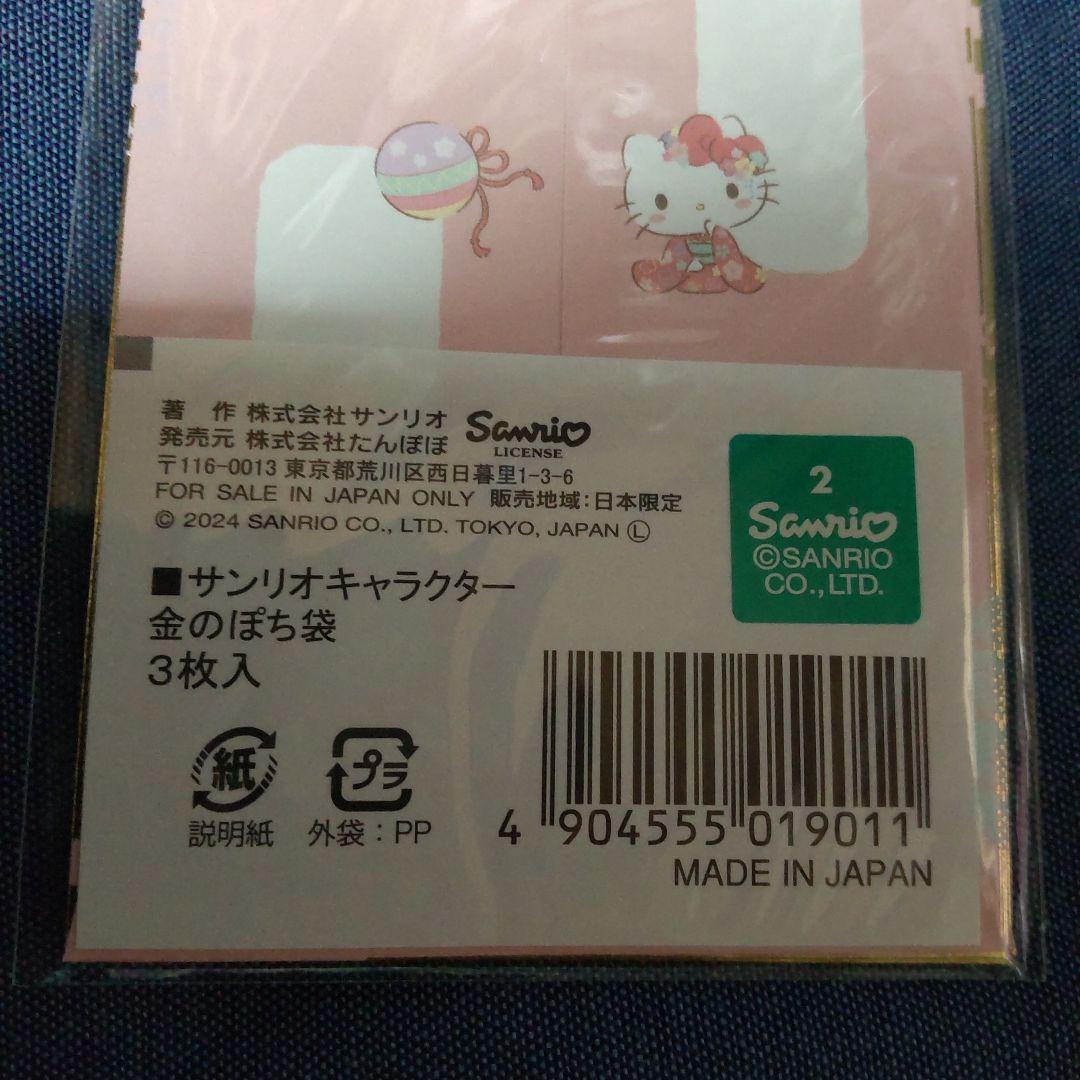 著 作 株式会社サンリオ
発売元 株式会社たんぽぽ
Sanrio
LICENSE
〒116-0013 東京都荒川区西日暮里1-3-6
FOR SALE IN JAPAN ONLY 販売地域:日本限定
© 2024 SANRIO CO., LTD. TOKYO, JAPAN Ⓛ
2
Sanrio
©SANRIO
CO.,LTD.
■サンリオキャラクター
金のぽち袋
3枚入
紙
説明紙
プラ
外袋:PP
4 904555 019011
MADE IN JAPAN